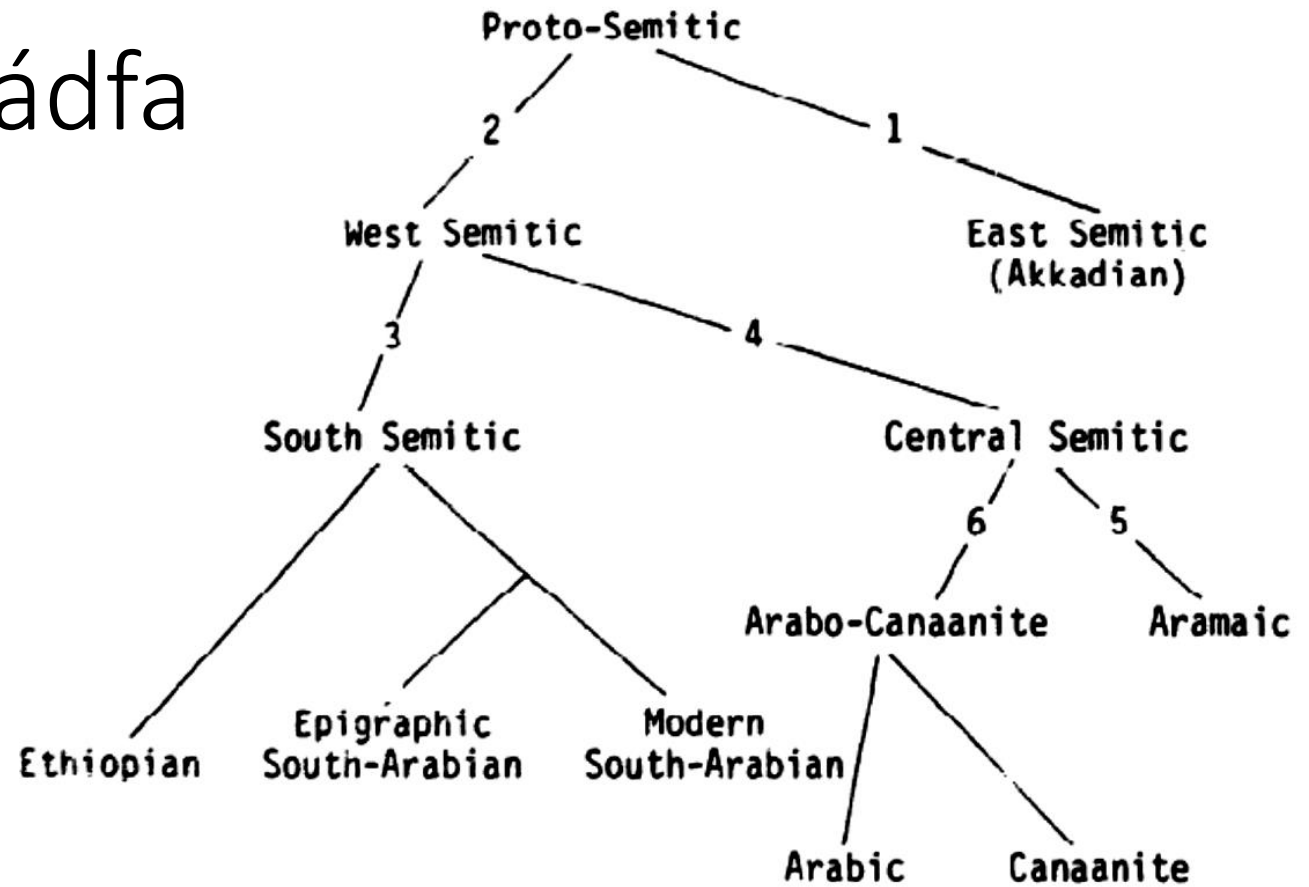 ádfa
Proto-Semitic
2
1
West Semitic
East Semitic
(Akkadian)
3
4
South Semitic
Central Semitic
6
5
Arabo-Canaanite
Aramaic
Ethiopian
Epigraphic
South-Arabian
Modern
South-Arabian
Arabic
Canaanite